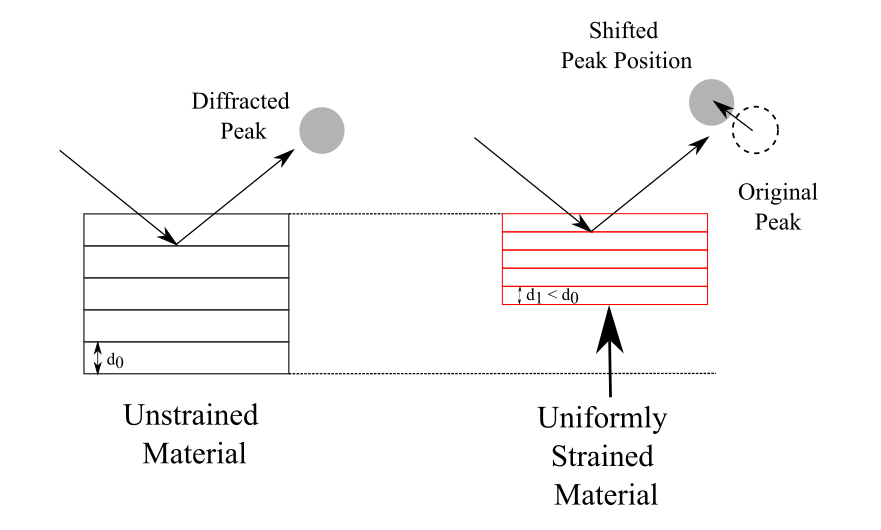 Shifted
Peak Position
Diffracted
Peak
Original
Peak
d1 < d0
d0
Unstrained
Material
Uniformly
Strained
Material